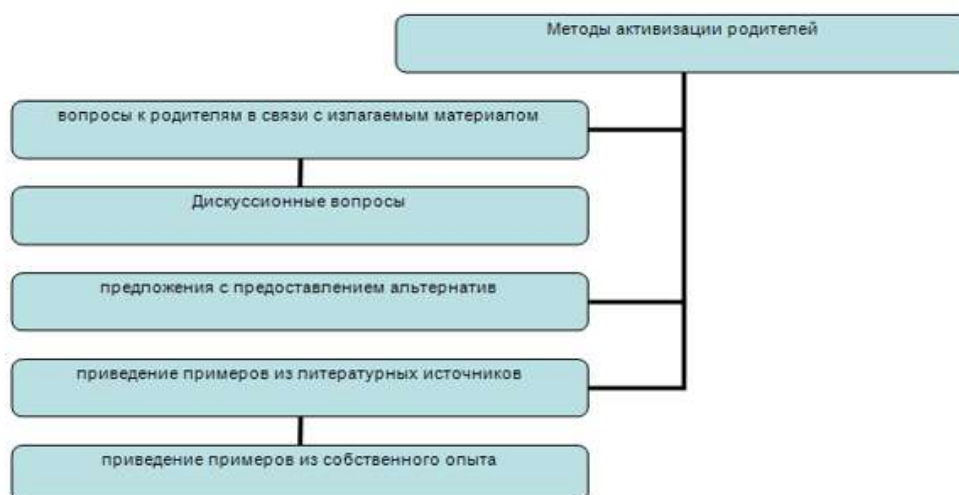 Методы активизации родителей
вопросы к родителям в связи с излагаемым материалом
Дискуссионные вопросы
предложения с предоставлением альтернатив
приведение примеров из литературных источников
приведение примеров из собственного опыта